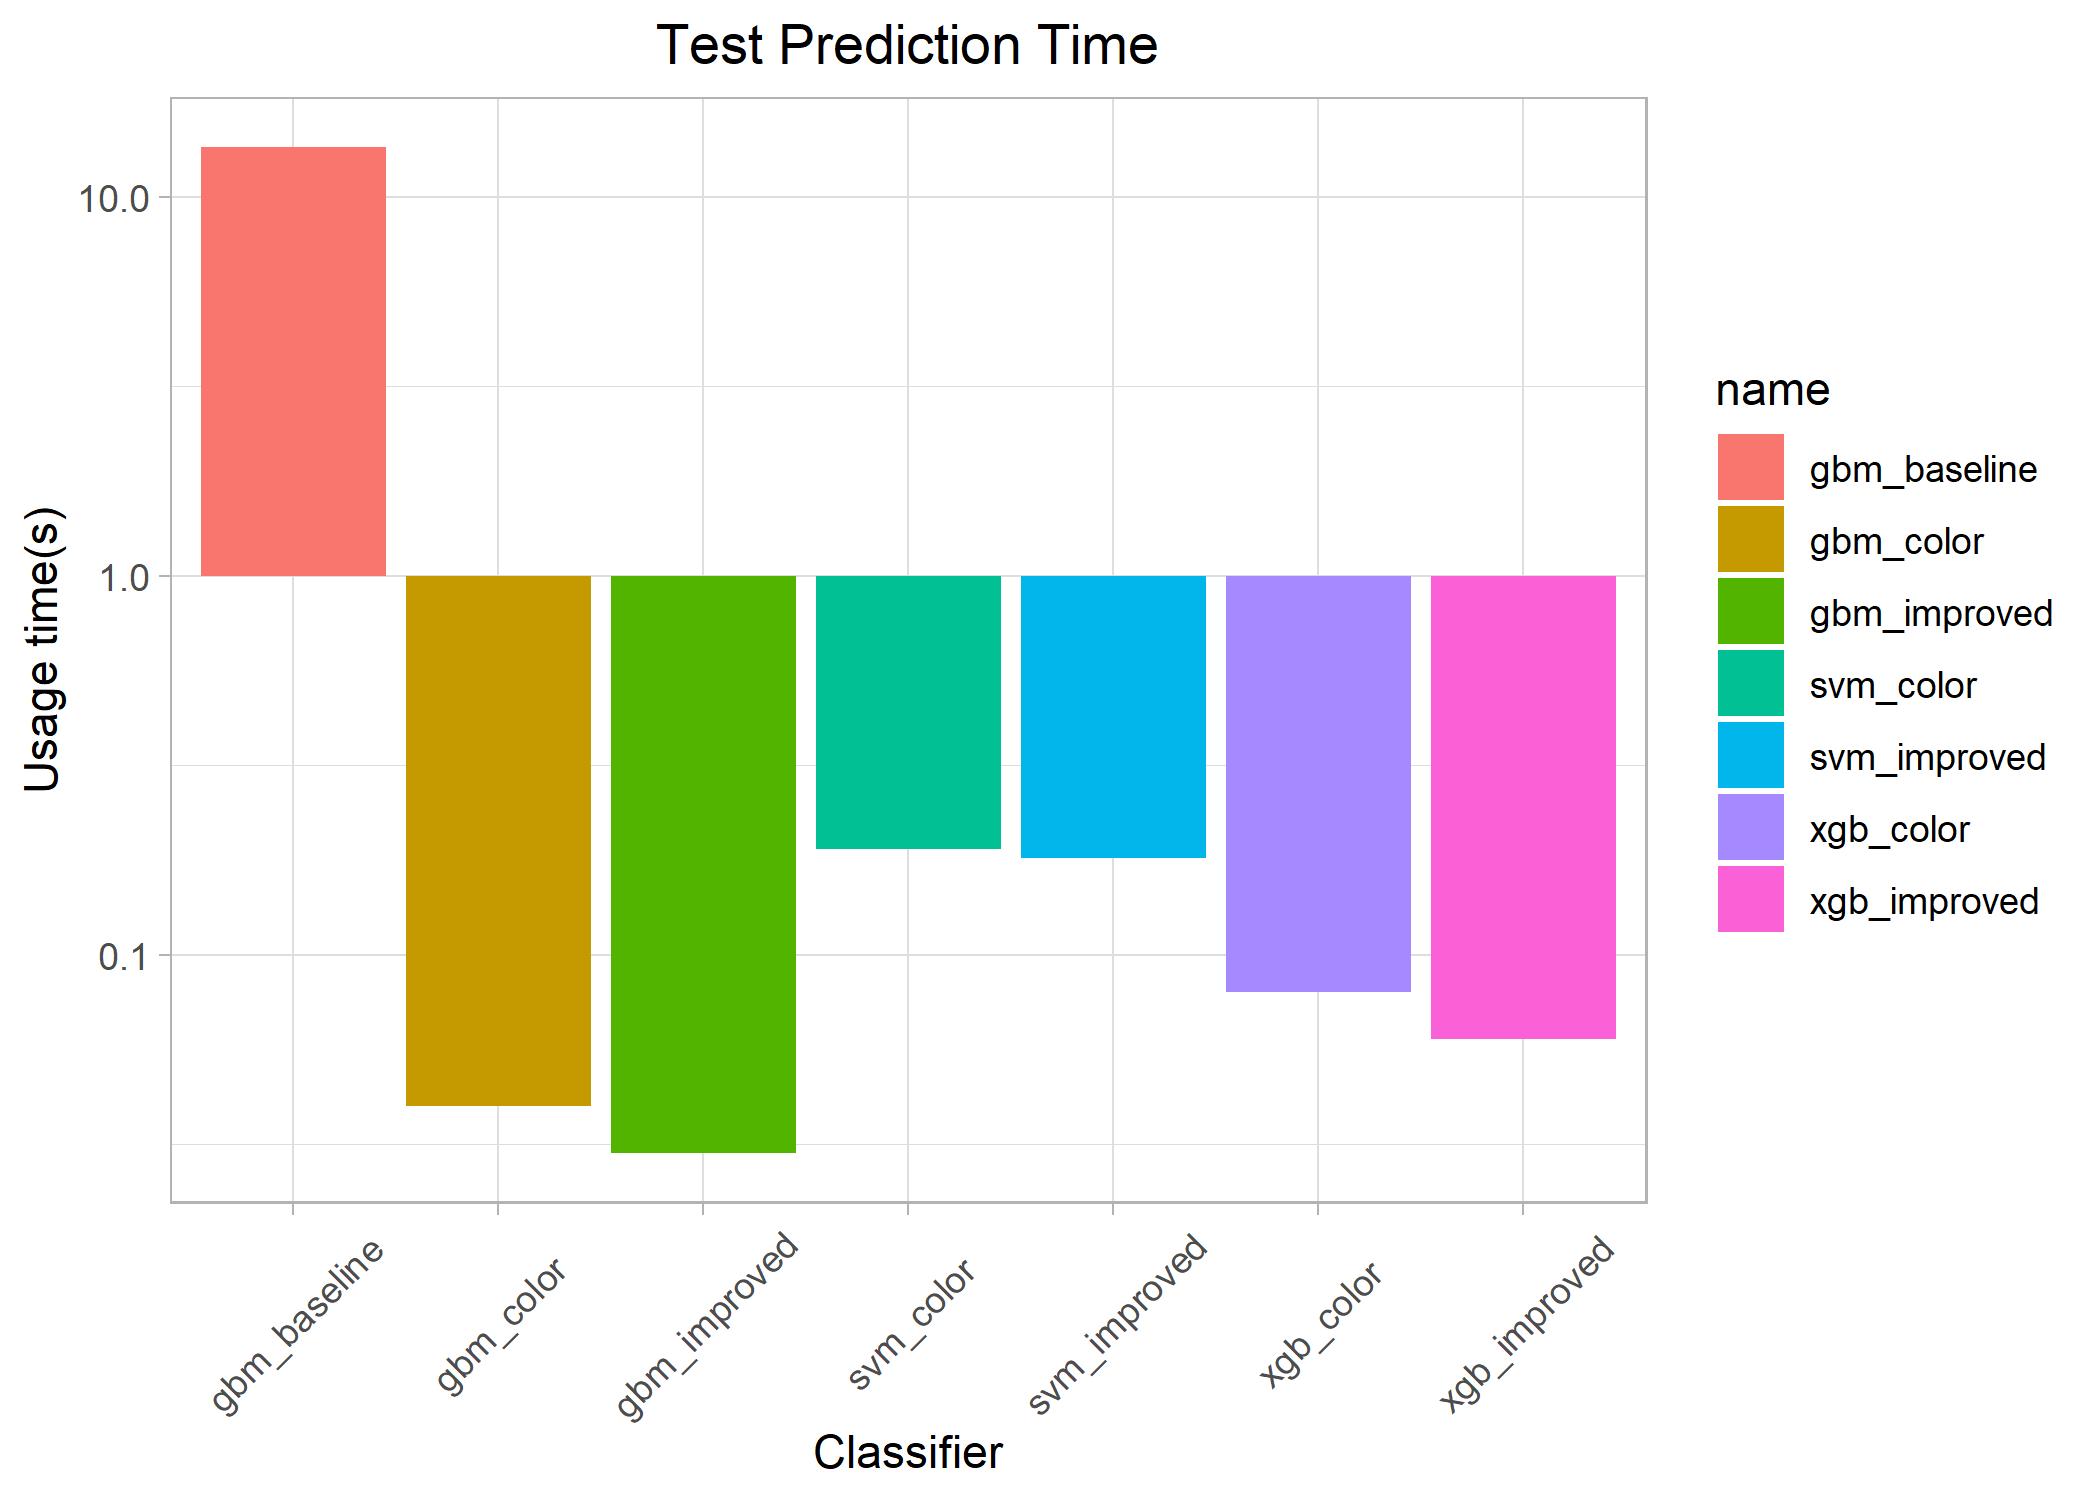 Test Prediction Time
10.0
1.0
0.1
Usage time(s)
gbm_baseline
gbm_color
gbm_improved
svm_color
svm_improved
xgb_color
xgb_improved
Classifier
name
gbm_baseline
gbm_color
gbm_improved
svm_color
svm_improved
xgb_color
xgb_improved